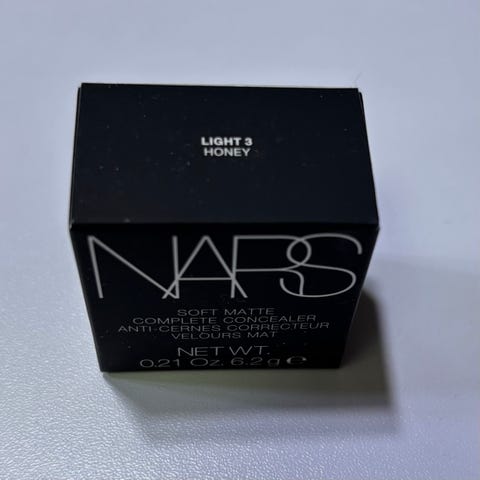 LIGHT 3
HONEY
NARS
SOFT MATTE
COMPLETE CONCEALER
ANTI-CERNES CORRECTEUR
VELOURS MAT
NET WT.
0.21 Oz. 6.2 g ℮